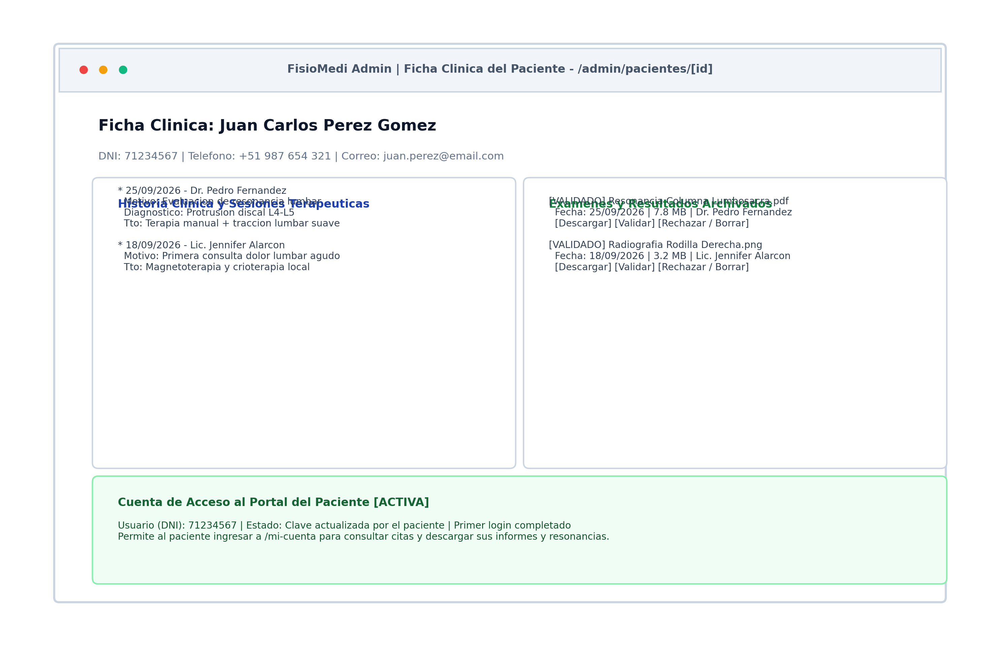 FisioMedi Admin | Ficha Clinica del Paciente - /admin/pacientes/[id]
Ficha Clinica: Juan Carlos Perez Gomez
DNI: 71234567 | Telefono: +51 987 654 321 | Correo: juan.perez@email.com
* 25/09/2026 - Dr. Pedro Fernandez
Motivo: Evaluacion de resonancia lumbar
Historia Clinica y Sesiones Terapeuticas
Diagnostico: Protrusion discal L4-L5
Tto: Terapia manual + traccion lumbar suave
* 18/09/2026 - Lic. Jennifer Alarcon
Motivo: Primera consulta dolor lumbar agudo
Tto: Magnetoterapia y crioterapia local
[VALIDADO] Resonancia Columna Lumbosacra.pdf
Examenes y Resultados Archivados
Fecha: 25/09/2026 | 7.8 MB | Dr. Pedro Fernandez
[Descargar] [Validar] [Rechazar / Borrar]
[VALIDADO] Radiografia Rodilla Derecha.png
Fecha: 18/09/2026 | 3.2 MB | Lic. Jennifer Alarcon
[Descargar] [Validar] [Rechazar / Borrar]
Cuenta de Acceso al Portal del Paciente [ACTIVA]
Usuario (DNI): 71234567 | Estado: Clave actualizada por el paciente | Primer login completado
Permite al paciente ingresar a /mi-cuenta para consultar citas y descargar sus informes y resonancias.